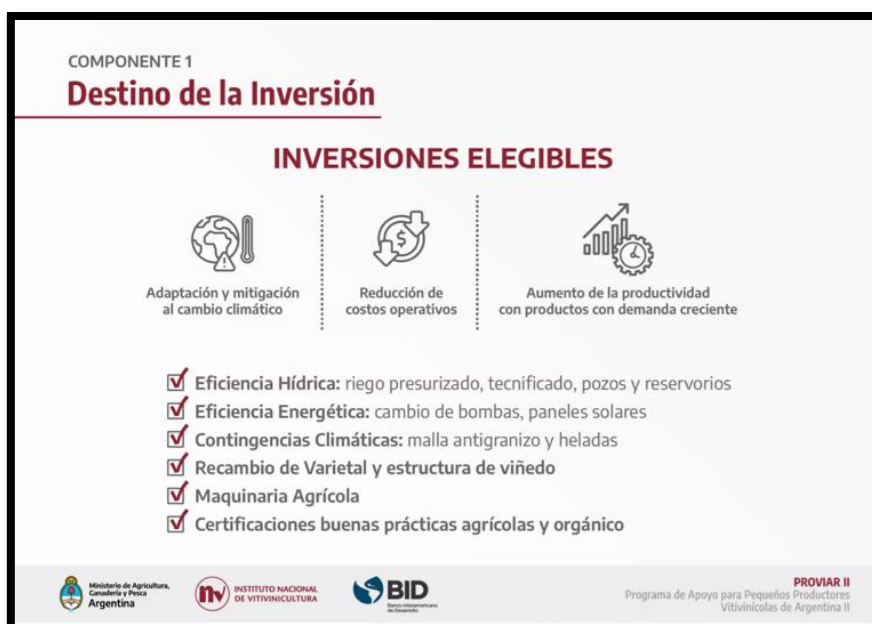 COMPONENTE 1
Destino de la Inversión
INVERSIONES ELEGIBLES
Adaptación y mitigación
al cambio climático
Reducción de
costos operativos
Aumento de la productividad
con productos con demanda creciente
Eficiencia Hídrica: riego presurizado, tecnificado, pozos y reservorios
Eficiencia Energética: cambio de bombas, paneles solares
Contingencias Climáticas: malla antigranizo y heladas
Recambio de Varietal y estructura de viñedo
Maquinaria Agrícola
Certificaciones buenas prácticas agrícolas y orgánico
Ministerio de Agricultura,
Ganadería y Pesca
Argentina
INSTITUTO NACIONAL
DE VITIVINICULTURA
BID
Banco Interamericano
de Desarrollo
PROVIAR II
Programa de Apoyo para Pequeños Productores
Vitivinícolas de Argentina II